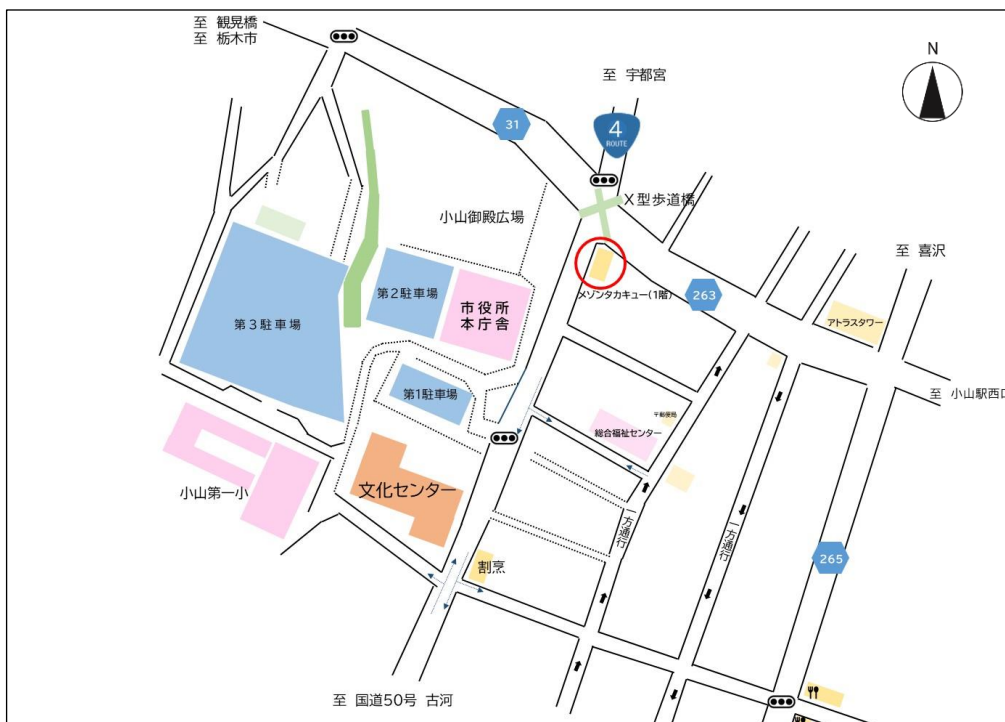 至 観晃橋
至 栃木市
N
至 宇都宮
31
4
ROUTE
X型歩道橋
小山御殿広場
至 喜沢
メゾンタカキュー(1階)
263
第2駐車場
市役所
本庁舎
第3駐車場
アトラスタワー
第1駐車場
至 小山駅西口
〒郵便局
総合福祉センター
小山第一小
文化センター
一方通行
一方通行
265
割烹
至 国道50号 古河